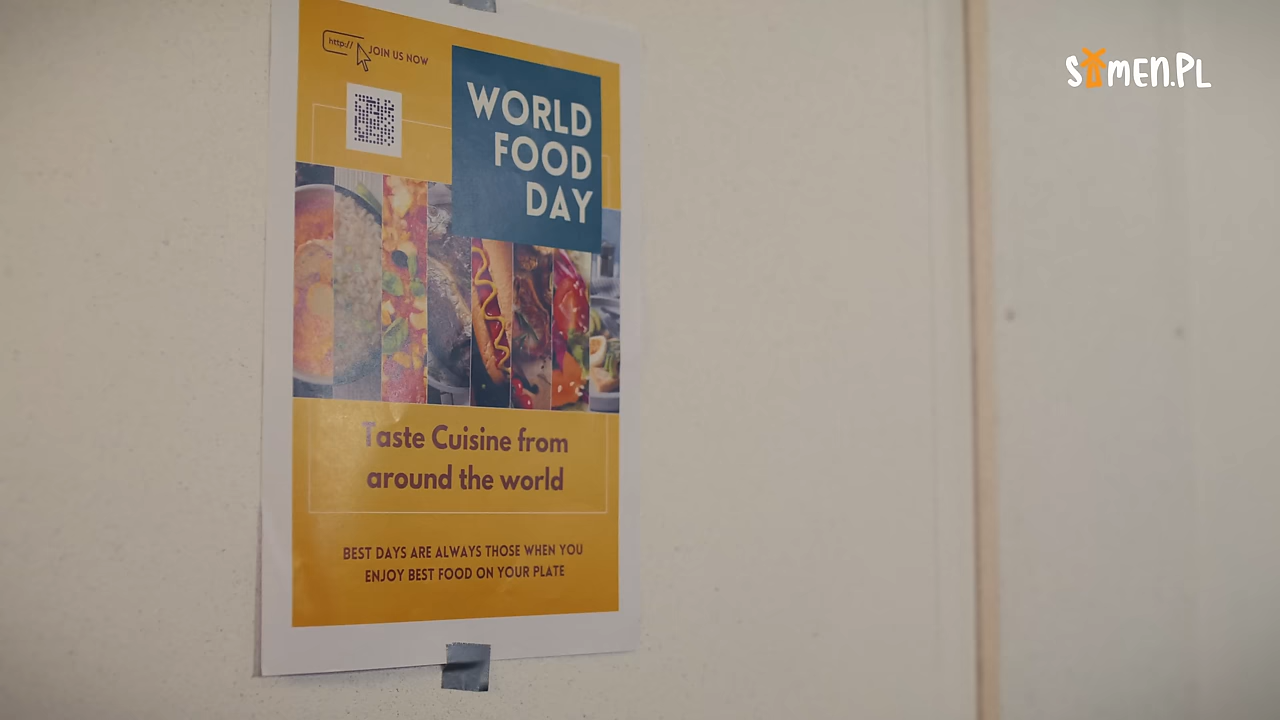 http://
JOIN US NOW
WORLD
FOOD
DAY
Taste Cuisine from
around the world
BEST DAYS ARE ALWAYS THOSE WHEN YOU
ENJOY BEST FOOD ON YOUR PLATE
SIMEN.PL